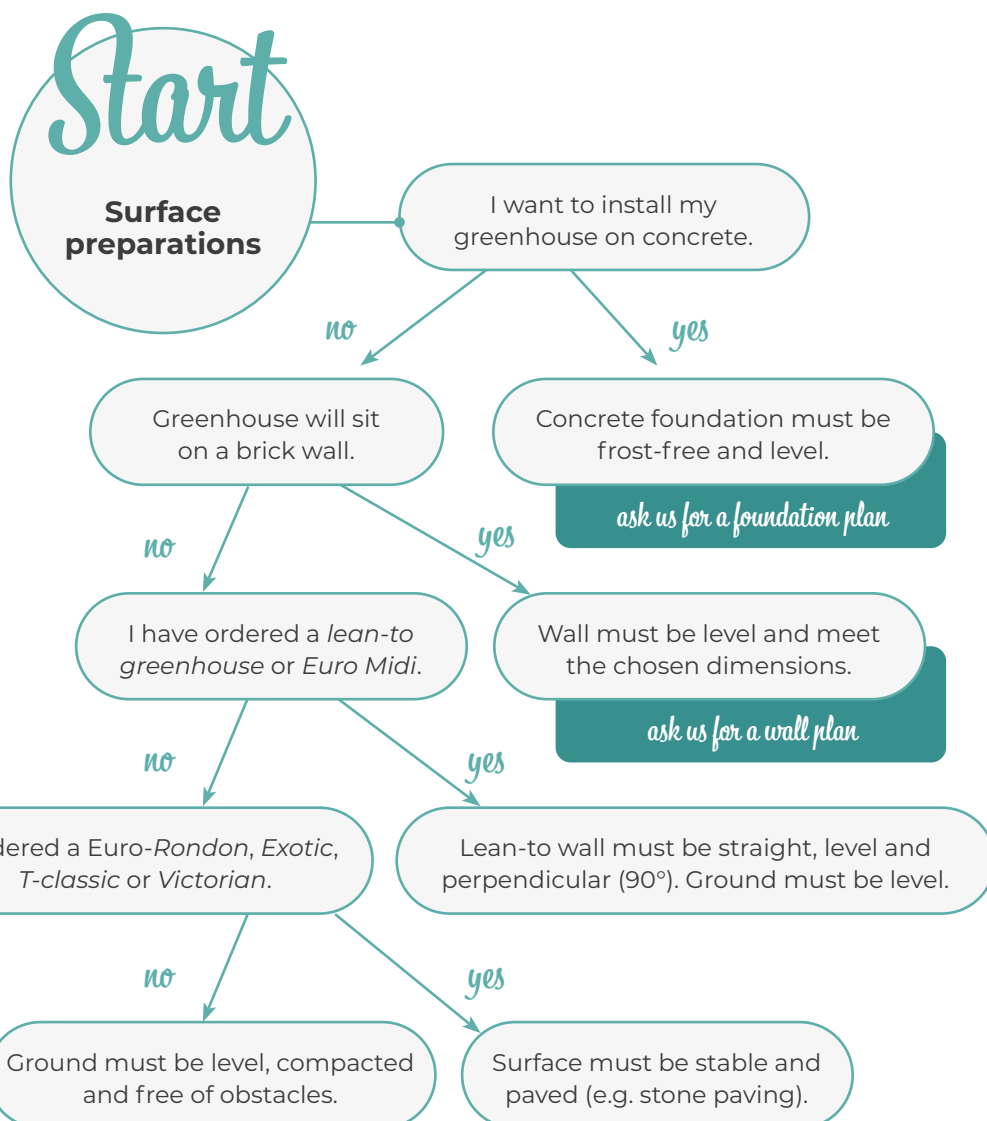 Start
Surface
preparations
I want to install my
greenhouse on concrete.
no
yes
Greenhouse will sit
on a brick wall.
Concrete foundation must be
frost-free and level.
ask us for a foundation plan
no
yes
I have ordered a lean-to
greenhouse or Euro Midi.
Wall must be level and meet
the chosen dimensions.
ask us for a wall plan
no
yes
a Euro-Rondon, Exotic,
T-classic or Victorian.
Lean-to wall must be straight, level and
perpendicular (90°). Ground must be level.
no
yes
Ground must be level, compacted
and free of obstacles.
Surface must be stable and
paved (e.g. stone paving).